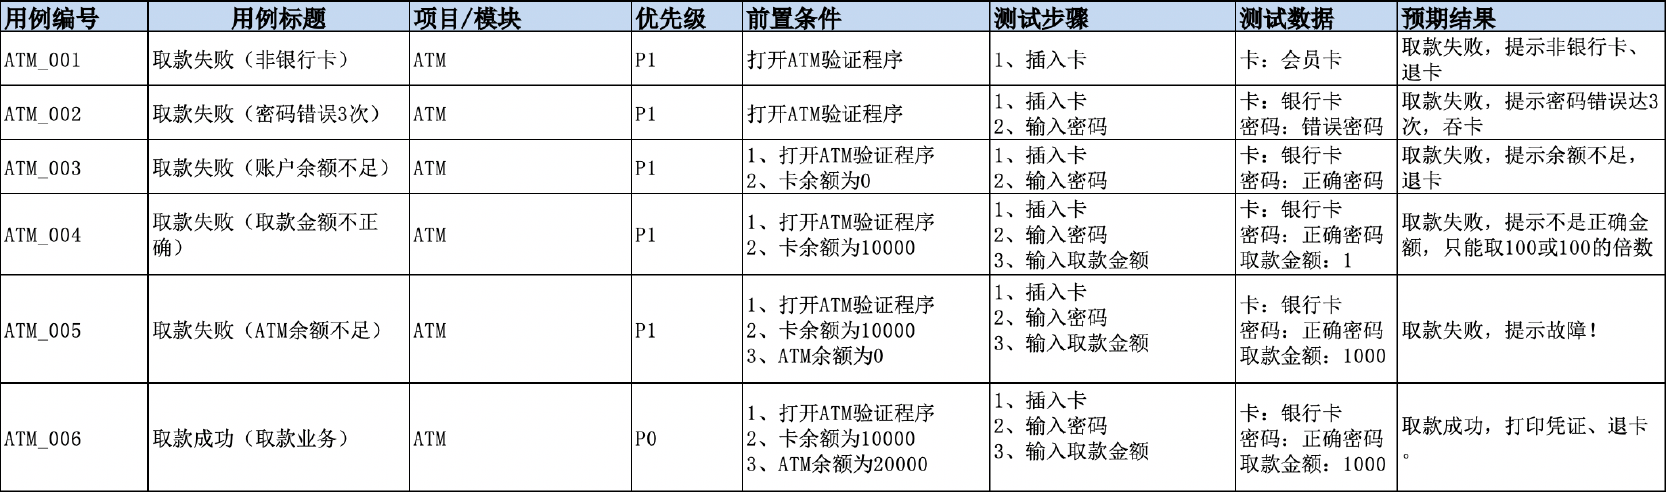 用例编号 用例标题 项目/模块 优先级 前置条件 测试步骤 测试数据 预期结果
ATM_001 取款失败（非银行卡） ATM P1 打开ATM验证程序 1、插入卡 卡：会员卡 取款失败，提示非银行卡、
退卡
ATM_002 取款失败（密码错误3次） ATM P1 打开ATM验证程序 1、插入卡
2、输入密码 卡：银行卡
密码：错误密码 取款失败，提示密码错误达3
次，吞卡
ATM_003 取款失败（账户余额不足） ATM P1 1、打开ATM验证程序
2、卡余额为0 1、插入卡
2、输入密码 卡：银行卡
密码：正确密码 取款失败，提示余额不足，
退卡
ATM_004 取款失败（取款金额不正
确） ATM P1 1、打开ATM验证程序
2、卡余额为10000 1、插入卡
2、输入密码
3、输入取款金额 卡：银行卡
密码：正确密码
取款金额：1 取款失败，提示不是正确金
额，只能取100或100的倍数
ATM_005 取款失败（ATM余额不足） ATM P1 1、打开ATM验证程序
2、卡余额为10000
3、ATM余额为0 1、插入卡
2、输入密码
3、输入取款金额 卡：银行卡
密码：正确密码
取款金额：1000 取款失败，提示故障！
ATM_006 取款成功（取款业务） ATM P0 1、打开ATM验证程序
2、卡余额为10000
3、ATM余额为20000 1、插入卡
2、输入密码
3、输入取款金额 卡：银行卡
密码：正确密码
取款金额：1000 取款成功，打印凭证、退卡
。